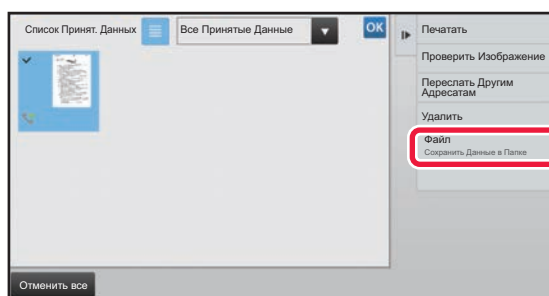 Список Принят. Данных
Все Принятые Данные
OK
Печатать
Проверить Изображение
Переслать Другим
Адресатам
Удалить
Файл
Сохранить Данные в Папке
Отменить все